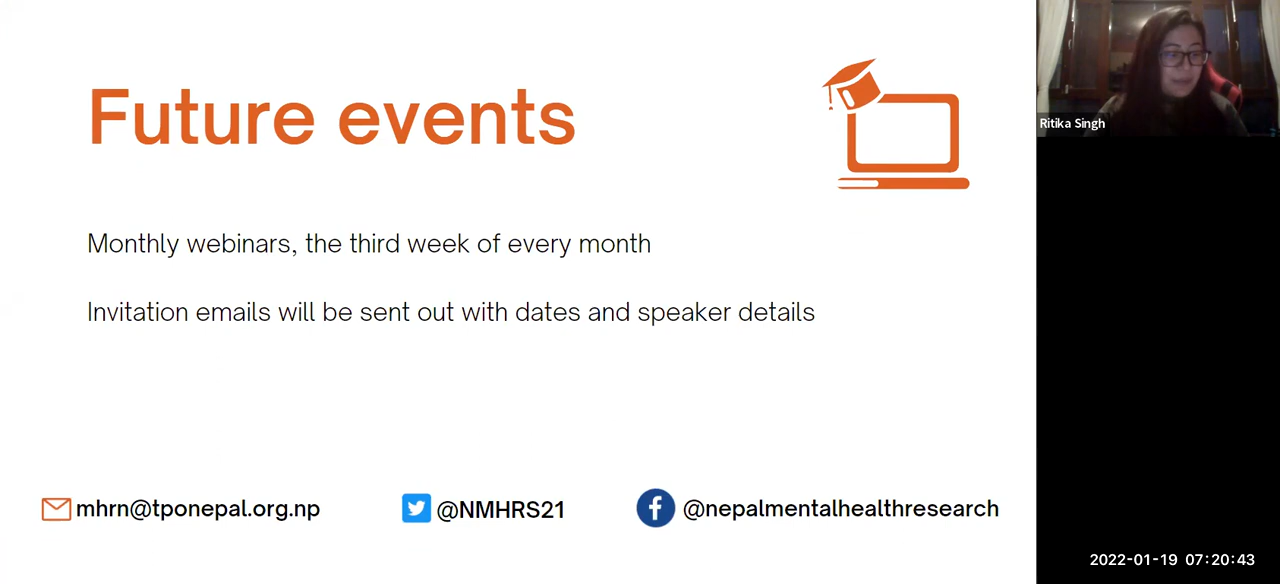 Future events
Monthly webinars, the third week of every month
Invitation emails will be sent out with dates and speaker details
mhrn@tponepal.org.np
@NMHRS21
@nepalmentalhealthresearch
Ritika Singh
2022-01-19 07:20:43